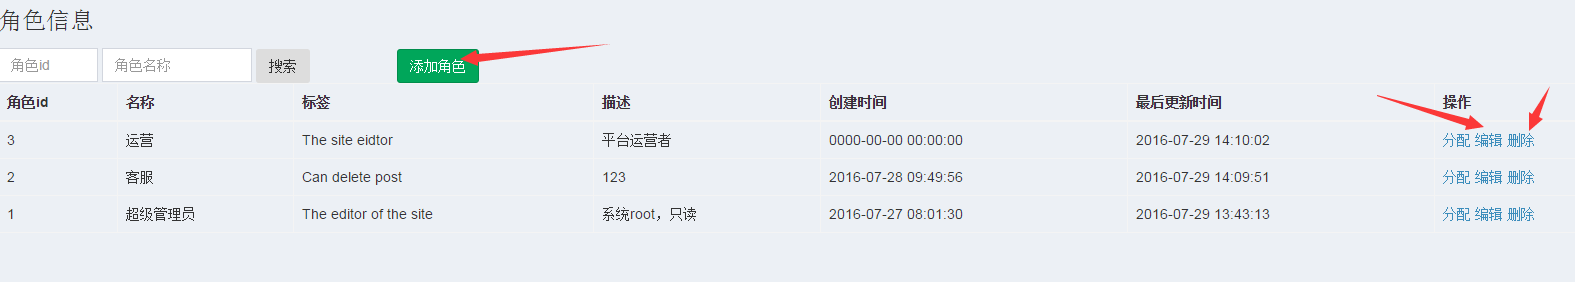 角色信息
角色id 角色名称 搜索 添加角色
角色id 名称 标签 描述 创建时间 最后更新时间 操作
3 运营 The site eidtor 平台运营者 0000-00-00 00:00:00 2016-07-29 14:10:02 分配 编辑 删除
2 客服 Can delete post 123 2016-07-28 09:49:56 2016-07-29 14:09:51 分配 编辑 删除
1 超级管理员 The editor of the site 系统root，只读 2016-07-27 08:01:30 2016-07-29 13:43:13 分配 编辑 删除